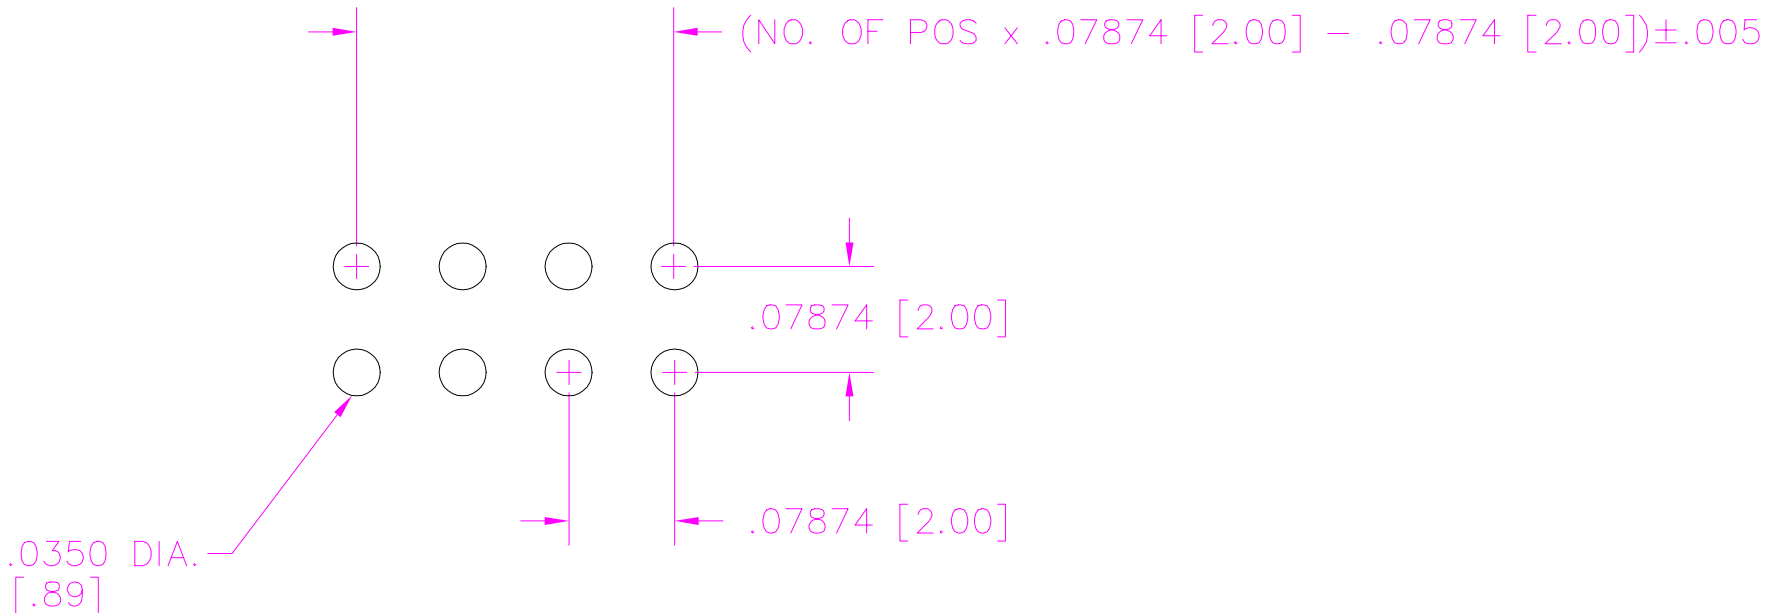 (NO. OF POS x .07874 [2.00] – .07874 [2.00])±.005
.07874 [2.00]
.07874 [2.00]
.0350 DIA.
[.89]